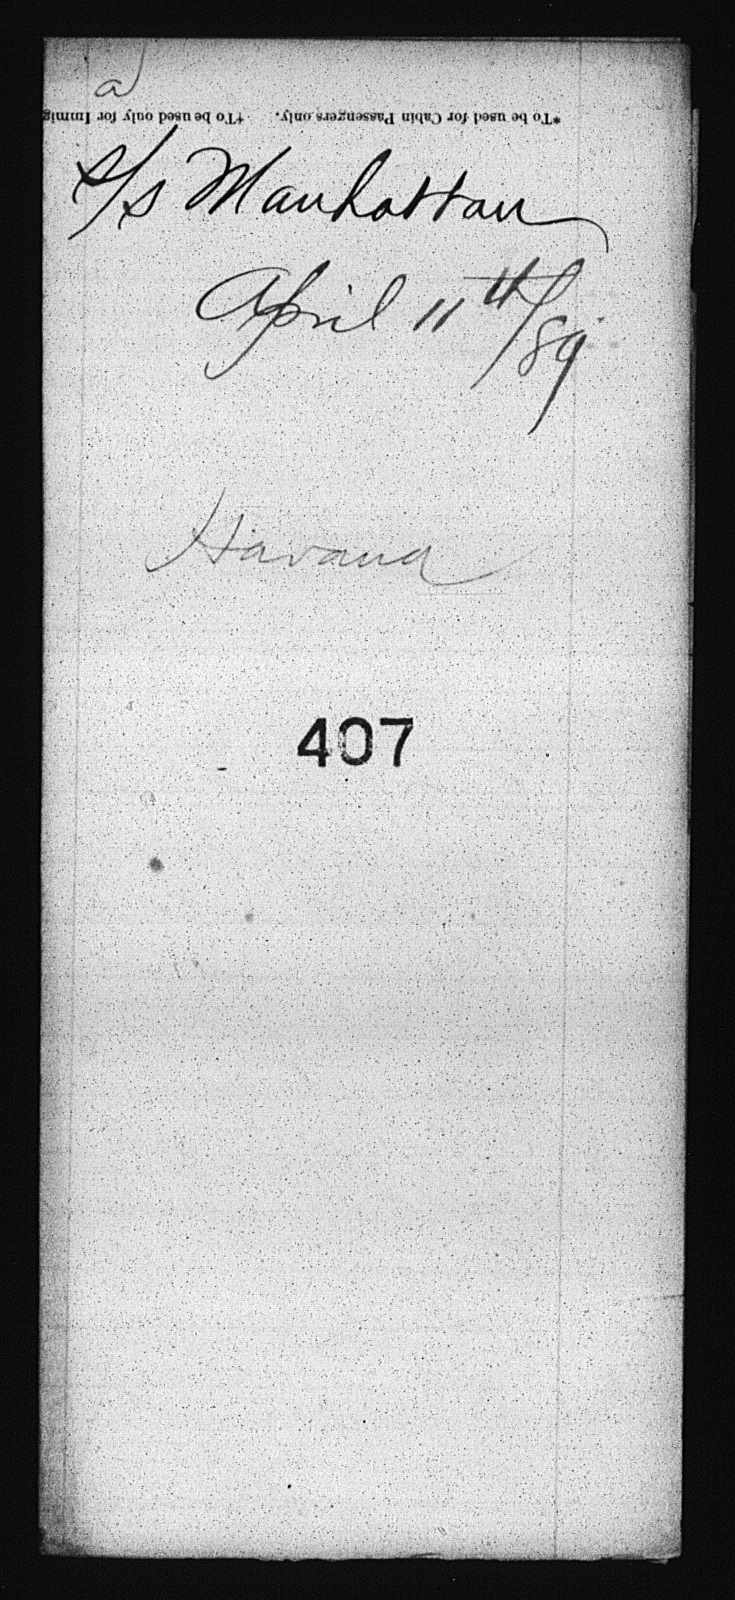 a
*To be used for Cabin Passengers only. †To be used only for Immig
S/S Manhattan
April 11th/89
Havana
407